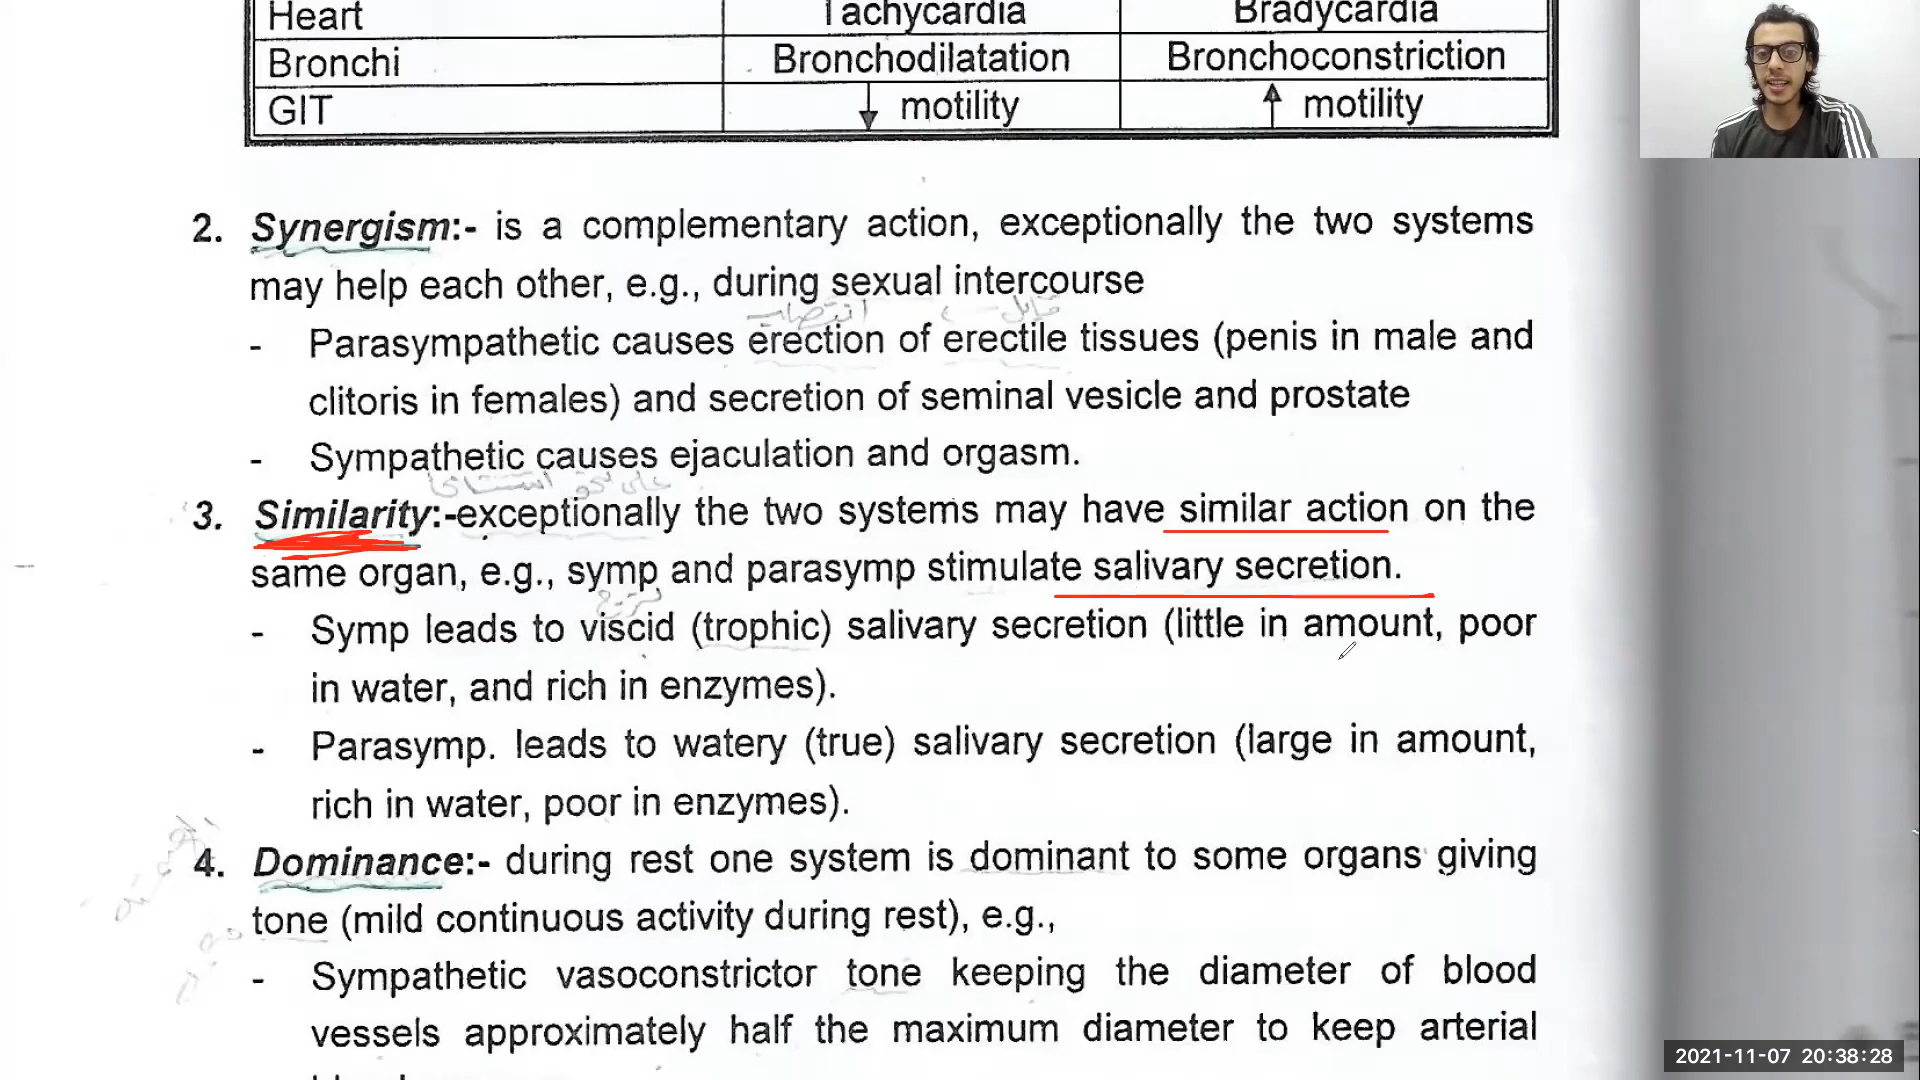 Heart Tachycardia Bradycardia
Bronchi Bronchodilatation Bronchoconstriction
GIT ↓ motility ↑ motility
2. Synergism:- is a complementary action, exceptionally the two systems
may help each other, e.g., during sexual intercourse
انتصاب
- Parasympathetic causes erection of erectile tissues (penis in male and
clitoris in females) and secretion of seminal vesicle and prostate
- Sympathetic causes ejaculation and orgasm.
على نحو استثنائي
3. Similarity:-exceptionally the two systems may have similar action on the
same organ, e.g., symp and parasymp stimulate salivary secretion.
لزج
- Symp leads to viscid (trophic) salivary secretion (little in amount, poor
in water, and rich in enzymes).
- Parasymp. leads to watery (true) salivary secretion (large in amount,
rich in water, poor in enzymes).
4. Dominance:- during rest one system is dominant to some organs giving
tone (mild continuous activity during rest), e.g.,
- Sympathetic vasoconstrictor tone keeping the diameter of blood
vessels approximately half the maximum diameter to keep arterial
2021-11-07 20:38:28